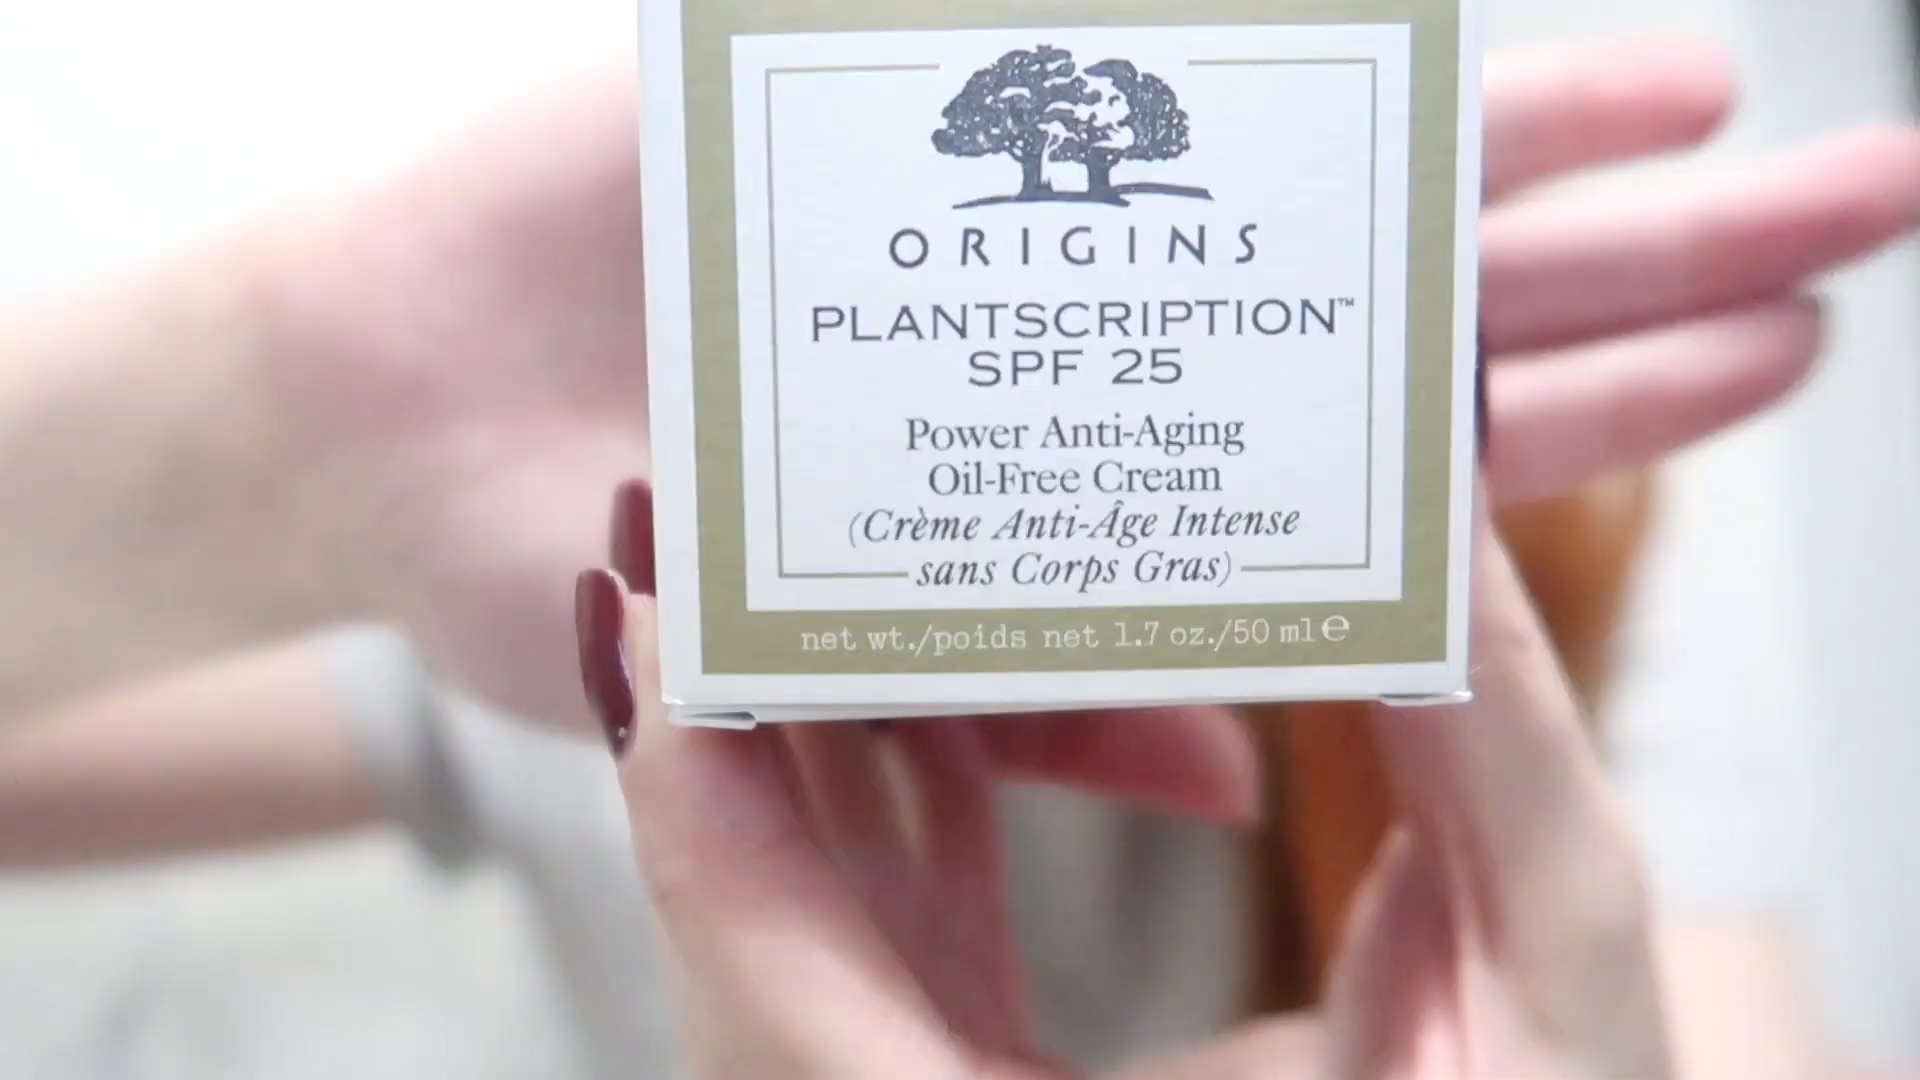 ORIGINS
PLANTSCRIPTION™
SPF 25
Power Anti-Aging
Oil-Free Cream
(Crème Anti-Âge Intense
sans Corps Gras)
net wt./poids net 1.7 oz./50 ml ℮